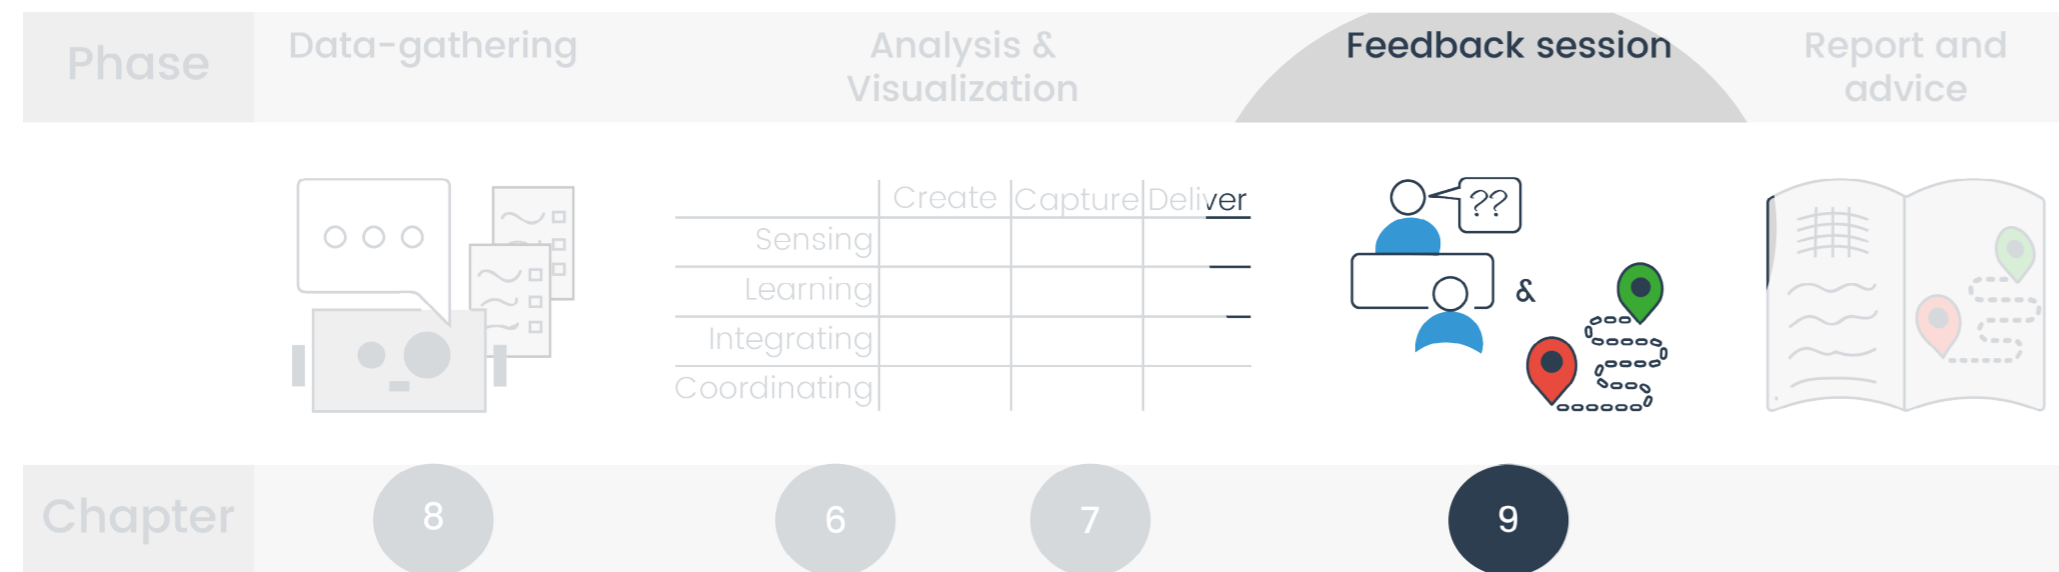 Phase
Data-gathering
Analysis &
Visualization
Feedback session
Report and
advice
Create Capture Deliver
Sensing
Learning
Integrating
Coordinating
??
&
Chapter
8
6
7
9